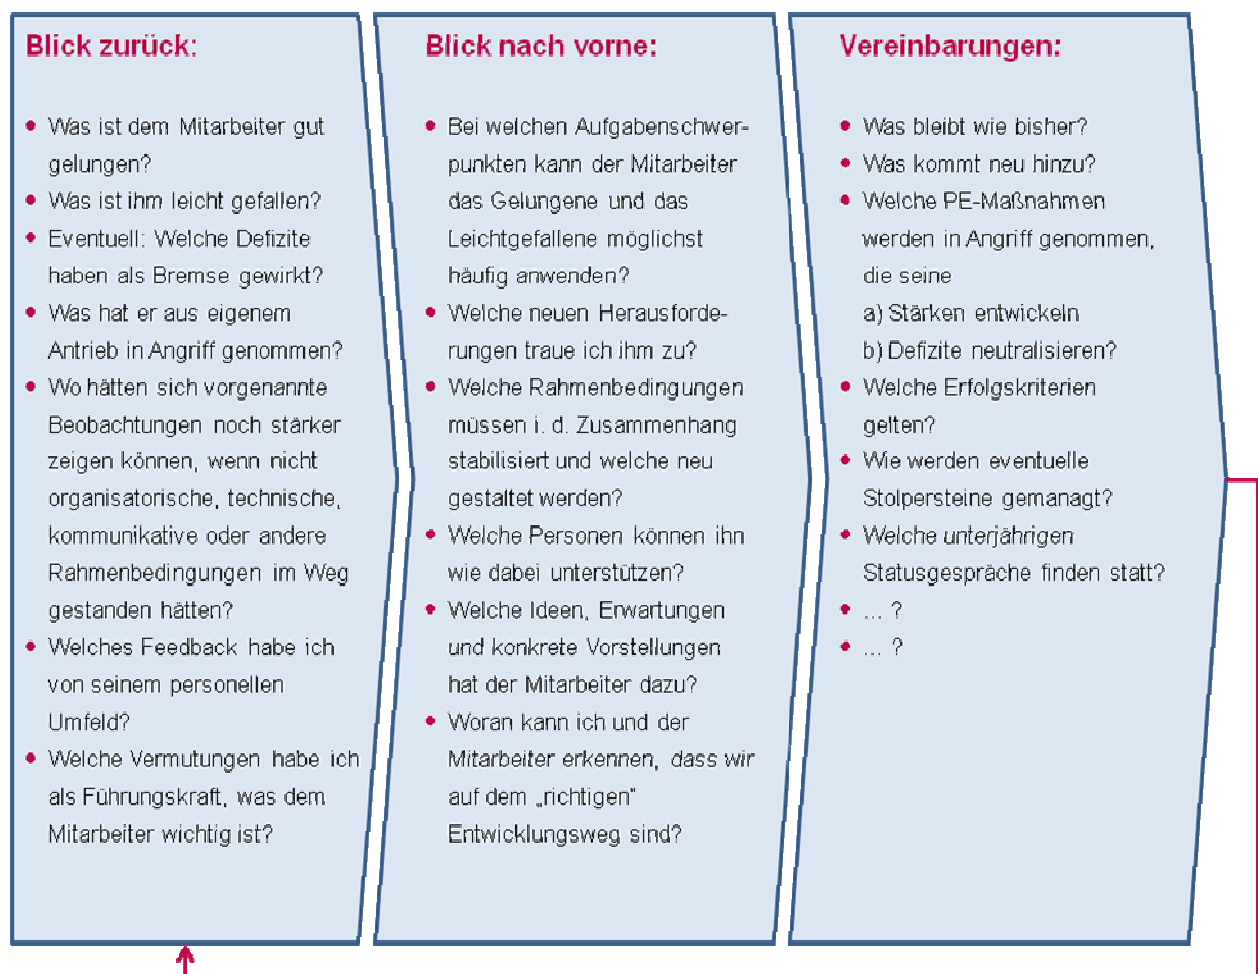 Blick zurück:
• Was ist dem Mitarbeiter gut
gelungen?
• Was ist ihm leicht gefallen?
• Eventuell: Welche Defizite
haben als Bremse gewirkt?
• Was hat er aus eigenem
Antrieb in Angriff genommen?
• Wo hätten sich vorgenannte
Beobachtungen noch stärker
zeigen können, wenn nicht
organisatorische, technische,
kommunikative oder andere
Rahmenbedingungen im Weg
gestanden hätten?
• Welches Feedback habe ich
von seinem personellen
Umfeld?
• Welche Vermutungen habe ich
als Führungskraft, was dem
Mitarbeiter wichtig ist?
Blick nach vorne:
• Bei welchen Aufgabenschwer-
punkten kann der Mitarbeiter
das Gelungene und das
Leichtgefallene möglichst
häufig anwenden?
• Welche neuen Herausforde-
rungen traue ich ihm zu?
• Welche Rahmenbedingungen
müssen i. d. Zusammenhang
stabilisiert und welche neu
gestaltet werden?
• Welche Personen können ihn
wie dabei unterstützen?
• Welche Ideen, Erwartungen
und konkrete Vorstellungen
hat der Mitarbeiter dazu?
• Woran kann ich und der
Mitarbeiter erkennen, dass wir
auf dem „richtigen"
Entwicklungsweg sind?
Vereinbarungen:
• Was bleibt wie bisher?
• Was kommt neu hinzu?
• Welche PE-Maßnahmen
werden in Angriff genommen,
die seine
a) Stärken entwickeln
b) Defizite neutralisieren?
• Welche Erfolgskriterien
gelten?
• Wie werden eventuelle
Stolpersteine gemanagt?
• Welche unterjährigen
Statusgespräche finden statt?
• ... ?
• ... ?